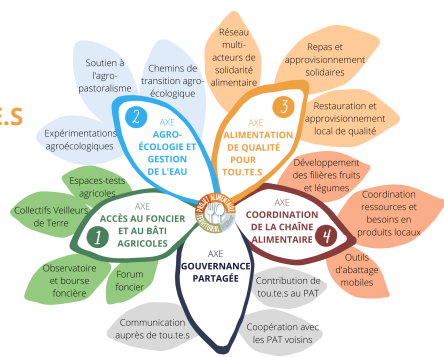 Réseau
multi-
acteurs de
solidarité
alimentaire
Soutien à
l'agro-
pastoralisme
Chemins de
transition agro-
écologique
Repas et
approvisionnement
solidaires
E.S
2
AXE
AGRO-
ÉCOLOGIE ET
GESTION
DE L'EAU
3
AXE
ALIMENTATION
DE QUALITÉ
POUR
TOU.TE.S
Restauration et
approvisionnement
local de qualité
Expérimentations
agroécologiques
Espaces-tests
agricoles
Développement
des filières fruits
et légumes
Collectifs Veilleurs
de Terre
1
AXE
ACCÈS AU FONCIER
ET AU BÂTI
AGRICOLES
PROJET ALIMENTAIRE
TERRITORIAL
AXE
COORDINATION
DE LA CHAÎNE
ALIMENTAIRE
4
Coordination
ressources et
besoins en
produits locaux
Observatoire
et bourse
foncière
Forum
foncier
AXE
GOUVERNANCE
PARTAGÉE
Outils
d'abattage
mobiles
Contribution de
tou.te.s au PAT
Communication
auprès de tou.te.s
Coopération avec
les PAT voisins